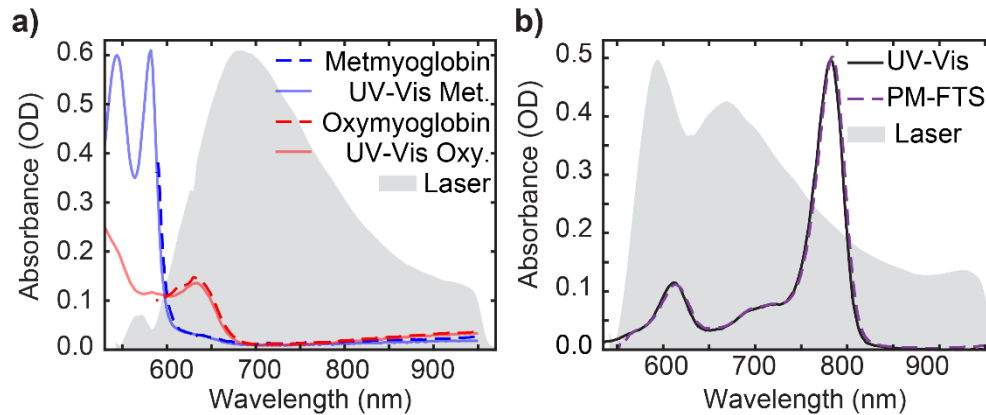 a)
Absorbance (OD)
0.6
0.5
0.4
0.3
0.2
0.1
0.0
Metmyoglobin
UV-Vis Met.
Oxymyoglobin
UV-Vis Oxy.
Laser
600 700 800 900
Wavelength (nm)
b)
Absorbance (OD)
0.5
0.4
0.3
0.2
0.1
0.0
UV-Vis
PM-FTS
Laser
600 700 800 900
Wavelength (nm)